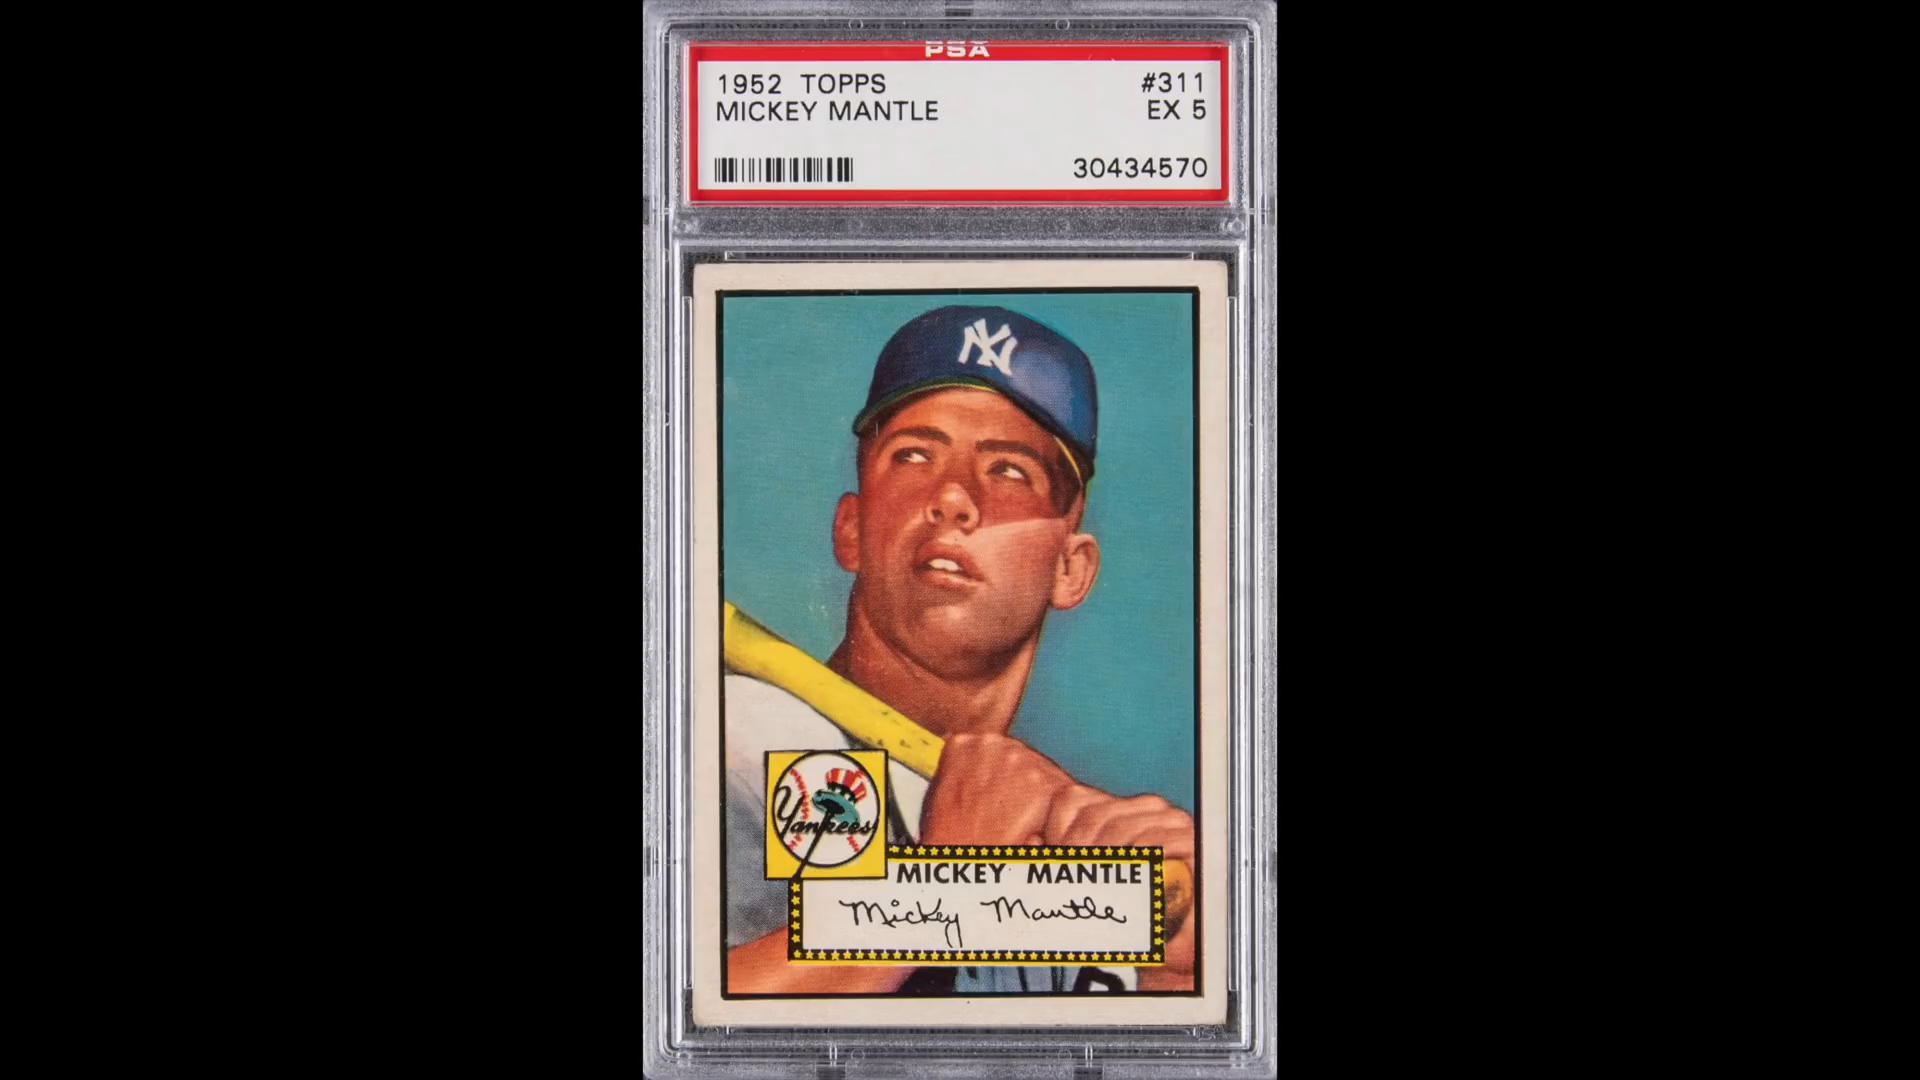 PSA
1952 TOPPS #311
MICKEY MANTLE EX 5
30434570
NY
Yankees
MICKEY MANTLE
Mickey Mantle